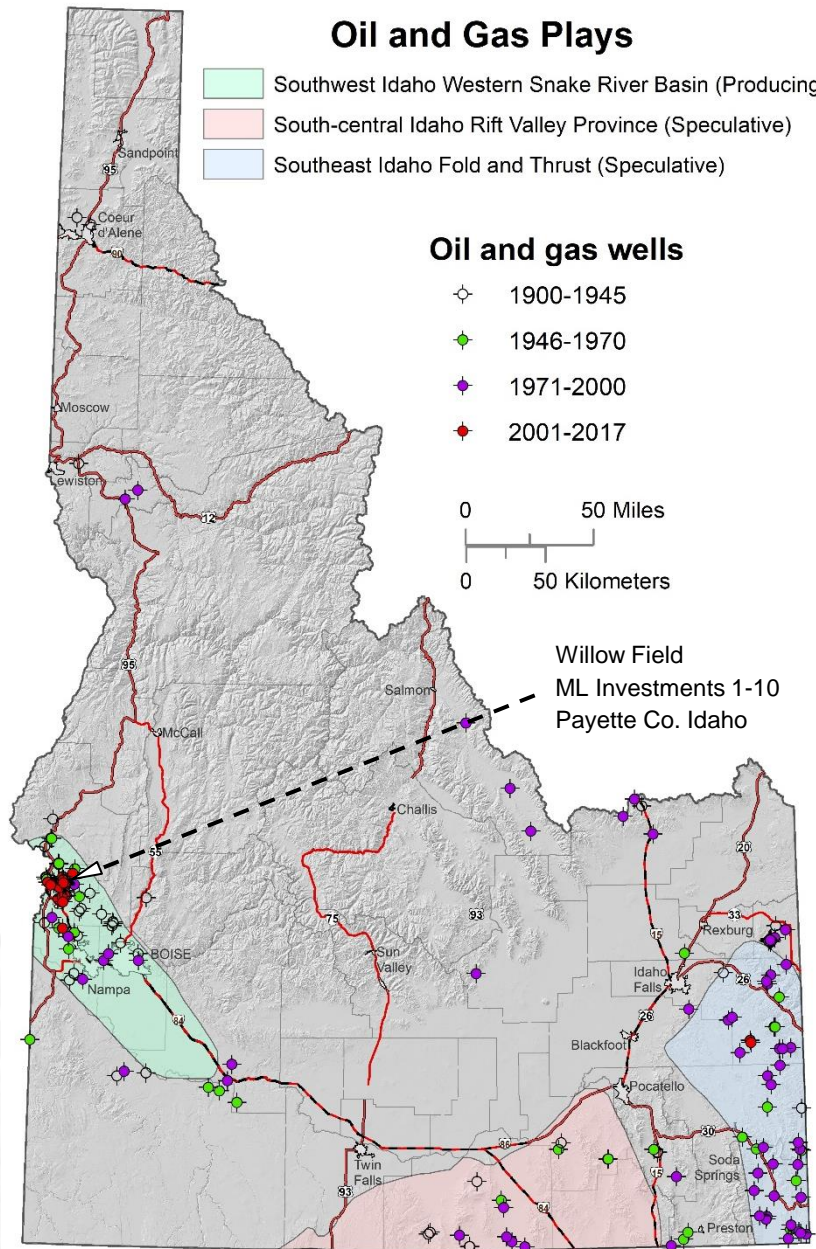 Oil and Gas Plays
Southwest Idaho Western Snake River Basin (Producing
South-central Idaho Rift Valley Province (Speculative)
Southeast Idaho Fold and Thrust (Speculative)
Oil and gas wells
1900-1945
1946-1970
1971-2000
2001-2017
0 50 Miles
0 50 Kilometers
Willow Field
ML Investments 1-10
Payette Co. Idaho
Sandpoint
95
Coeur
d'Alene
90
Moscow
Lewiston
12
95
Salmon
McCall
Challis
55
20
75
93
33
Rexburg
15
BOISE
Sun
Valley
Idaho
Falls
26
Nampa
84
26
Blackfoot
Pocatello
86
30
Twin
Falls
Soda
Springs
15
93
84
Preston